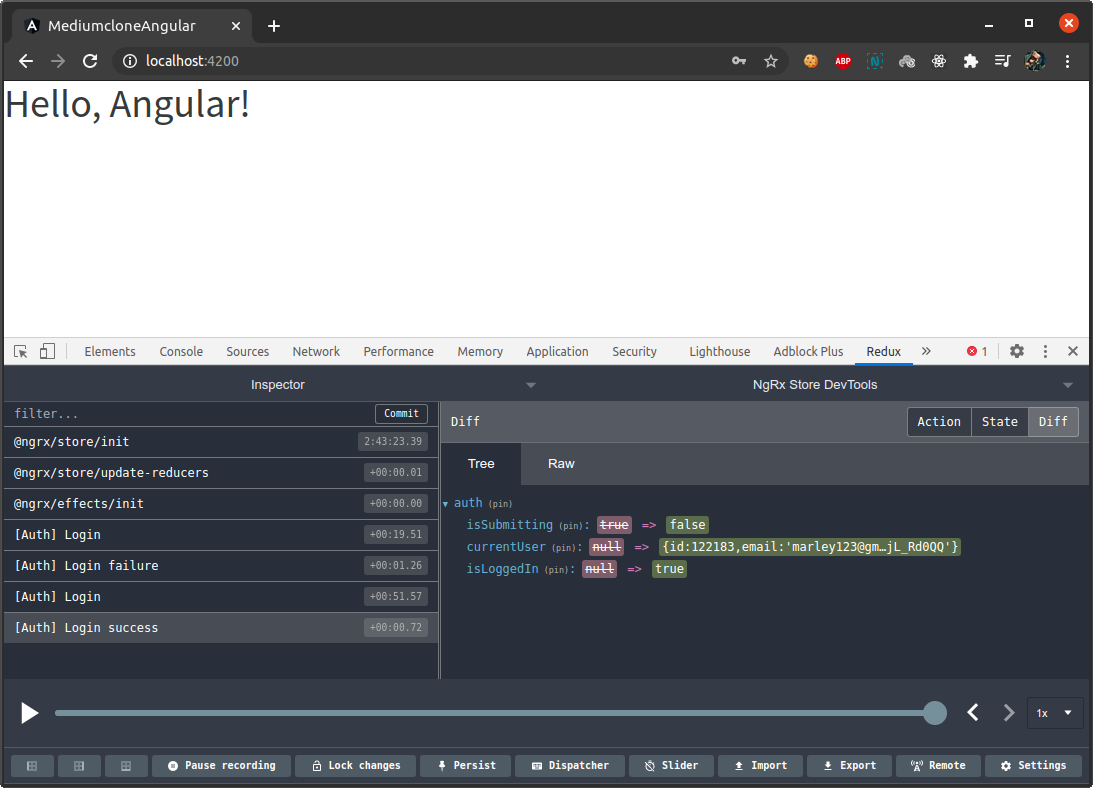 MediumcloneAngular
localhost:4200
ABP
N
Hello, Angular!
Elements Console Sources Network Performance Memory Application Security Lighthouse Adblock Plus Redux 1
Inspector NgRx Store DevTools
filter... Commit
@ngrx/store/init 2:43:23.39
@ngrx/store/update-reducers +00:00.01
@ngrx/effects/init +00:00.00
[Auth] Login +00:19.51
[Auth] Login failure +00:01.26
[Auth] Login +00:51.57
[Auth] Login success +00:00.72
Diff Action State Diff
Tree Raw
auth (pin)
isSubmitting (pin): true => false
currentUser (pin): null => {id:122183,email:'marley123@gm…jL_Rd0QQ'}
isLoggedIn (pin): null => true
1x
Pause recording Lock changes Persist Dispatcher Slider Import Export Remote Settings